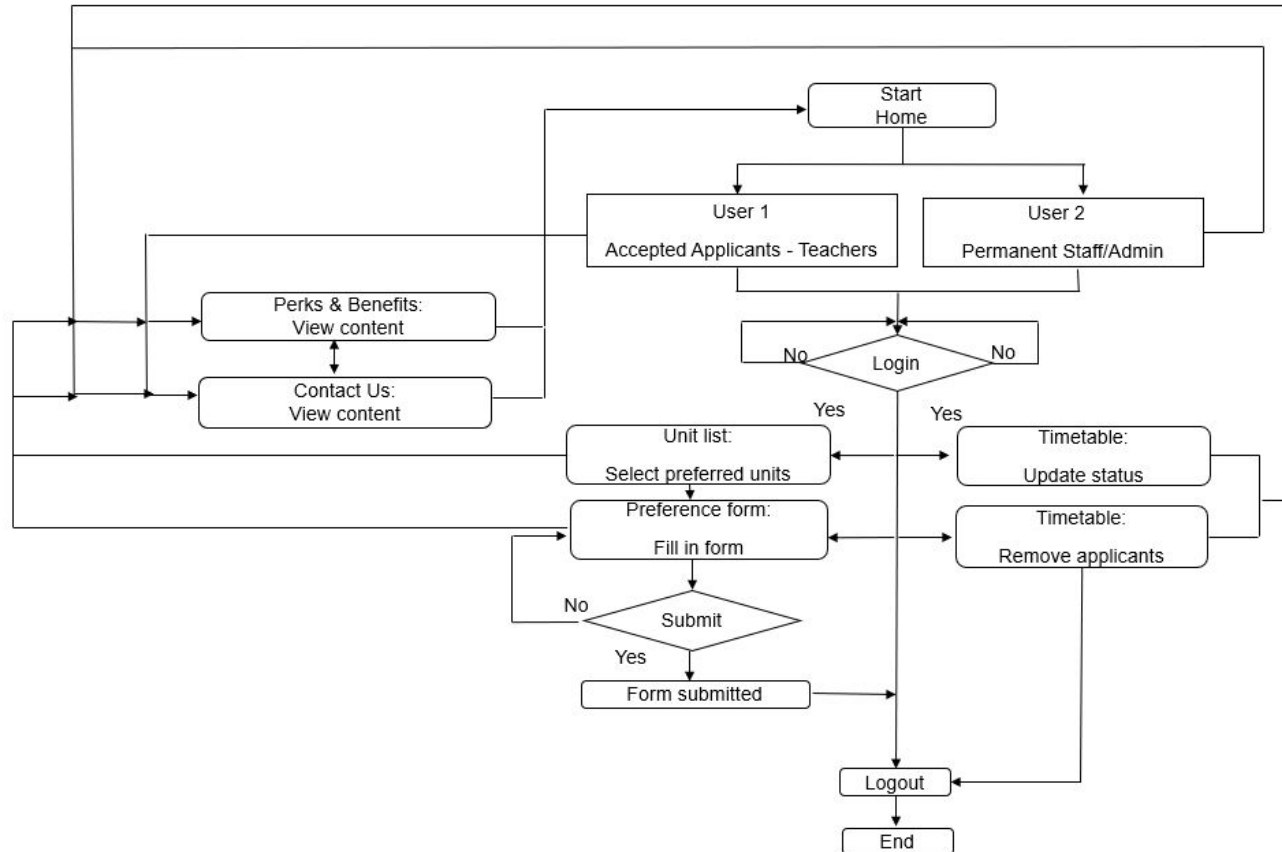 Start
Home
User 1
Accepted Applicants - Teachers
User 2
Permanent Staff/Admin
Perks & Benefits:
View content
Contact Us:
View content
No
Login
No
Yes
Yes
Unit list:
Select preferred units
Timetable:
Update status
Preference form:
Fill in form
Timetable:
Remove applicants
No
Submit
Yes
Form submitted
Logout
End